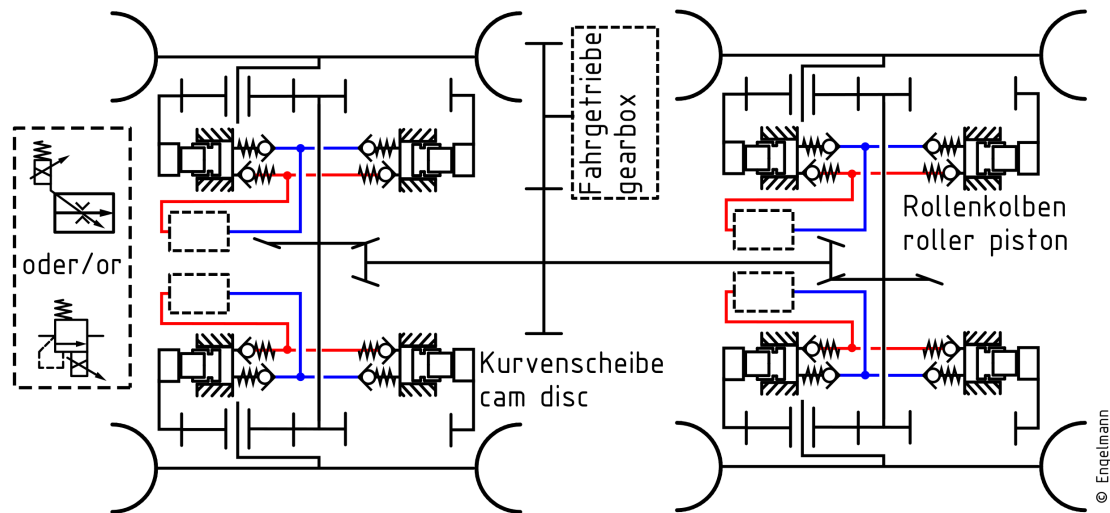 oder/or
Fahrgetriebe
gearbox
Kurvenscheibe
cam disc
Rollenkolben
roller piston
© Engelmann